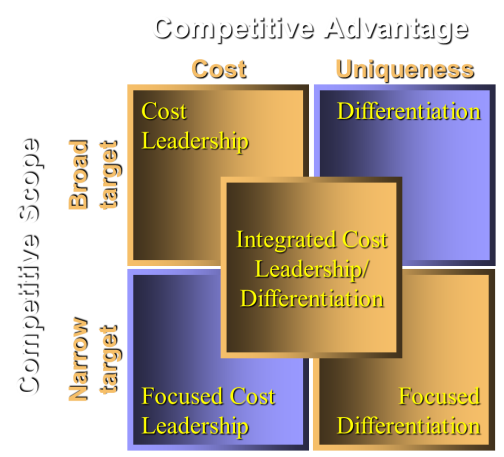 Competitive Advantage
Cost
Uniqueness
Competitive Scope
Broad
target
Cost
Leadership
Differentiation
Integrated Cost
Leadership/
Differentiation
Narrow
target
Focused Cost
Leadership
Focused
Differentiation